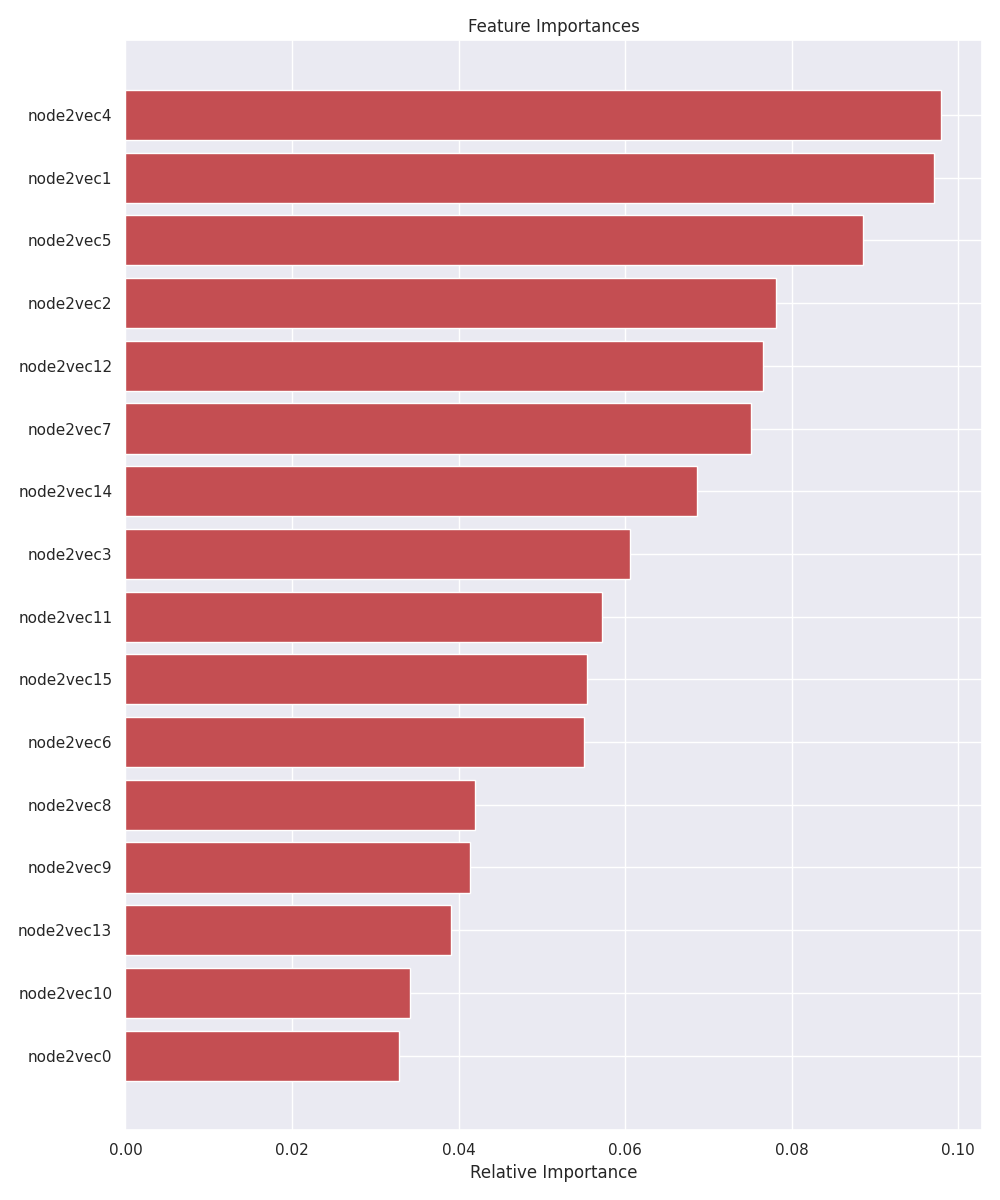 Feature Importances
node2vec4
node2vec1
node2vec5
node2vec2
node2vec12
node2vec7
node2vec14
node2vec3
node2vec11
node2vec15
node2vec6
node2vec8
node2vec9
node2vec13
node2vec10
node2vec0
0.00 0.02 0.04 0.06 0.08 0.10
Relative Importance